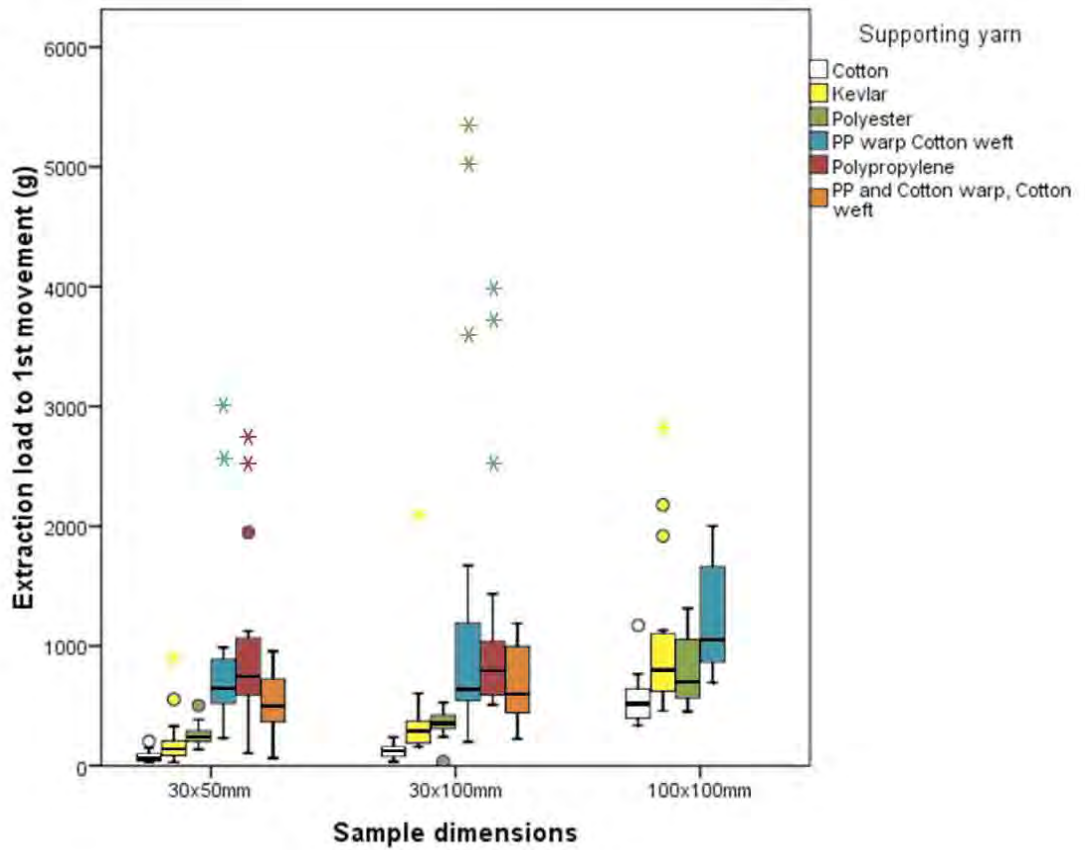 Supporting yarn
Cotton
Kevlar
Polyester
PP warp Cotton weft
Polypropylene
PP and Cotton warp, Cotton
weft
Extraction load to 1st movement (g)
6000
5000
4000
3000
2000
1000
0
30x50mm
30x100mm
100x100mm
Sample dimensions